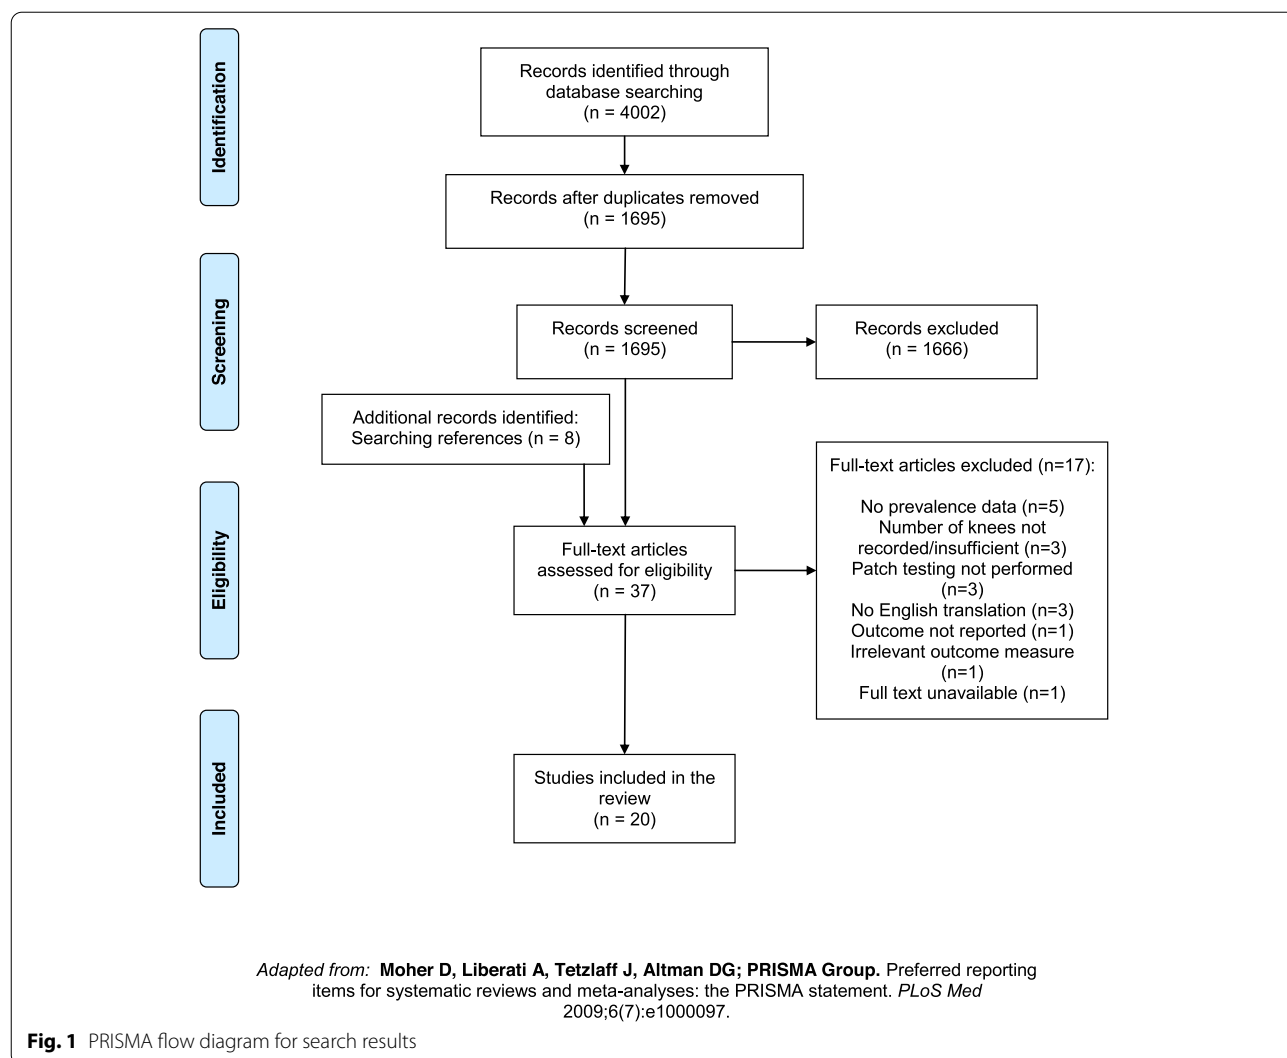 Identification
Records identified through
database searching
(n = 4002)
Records after duplicates removed
(n = 1695)
Screening
Records screened
(n = 1695)
Records excluded
(n = 1666)
Additional records identified:
Searching references (n = 8)
Eligibility
Full-text articles
assessed for eligibility
(n = 37)
Full-text articles excluded (n=17):
No prevalence data (n=5)
Number of knees not
recorded/insufficient (n=3)
Patch testing not performed
(n=3)
No English translation (n=3)
Outcome not reported (n=1)
Irrelevant outcome measure
(n=1)
Full text unavailable (n=1)
Included
Studies included in the
review
(n = 20)
Adapted from: Moher D, Liberati A, Tetzlaff J, Altman DG; PRISMA Group. Preferred reporting
items for systematic reviews and meta-analyses: the PRISMA statement. PLoS Med
2009;6(7):e1000097.
Fig. 1 PRISMA flow diagram for search results